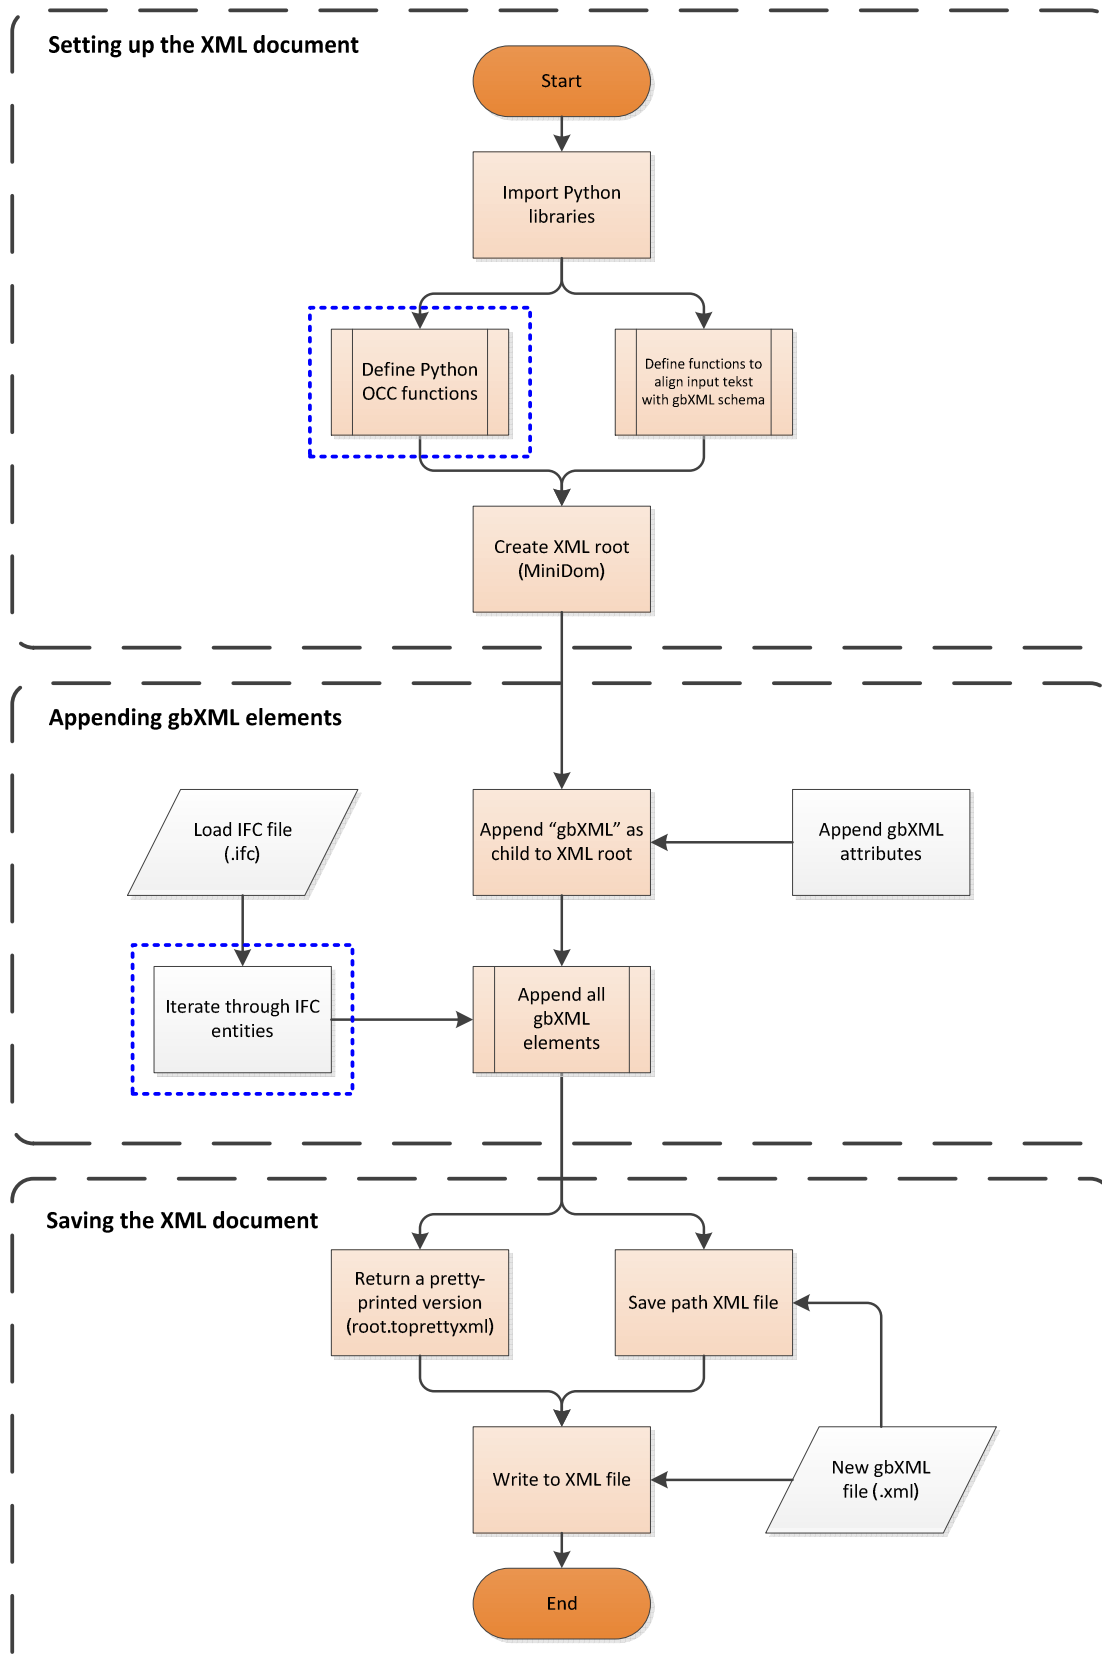 Setting up the XML document
Start
Import Python
libraries
Define Python
OCC functions
Define functions to
align input tekst
with gbXML schema
Create XML root
(MiniDom)
Appending gbXML elements
Load IFC file
(.ifc)
Append “gbXML” as
child to XML root
Append gbXML
attributes
Iterate through IFC
entities
Append all
gbXML
elements
Saving the XML document
Return a pretty-
printed version
(root.toprettyxml)
Save path XML file
Write to XML file
New gbXML
file (.xml)
End